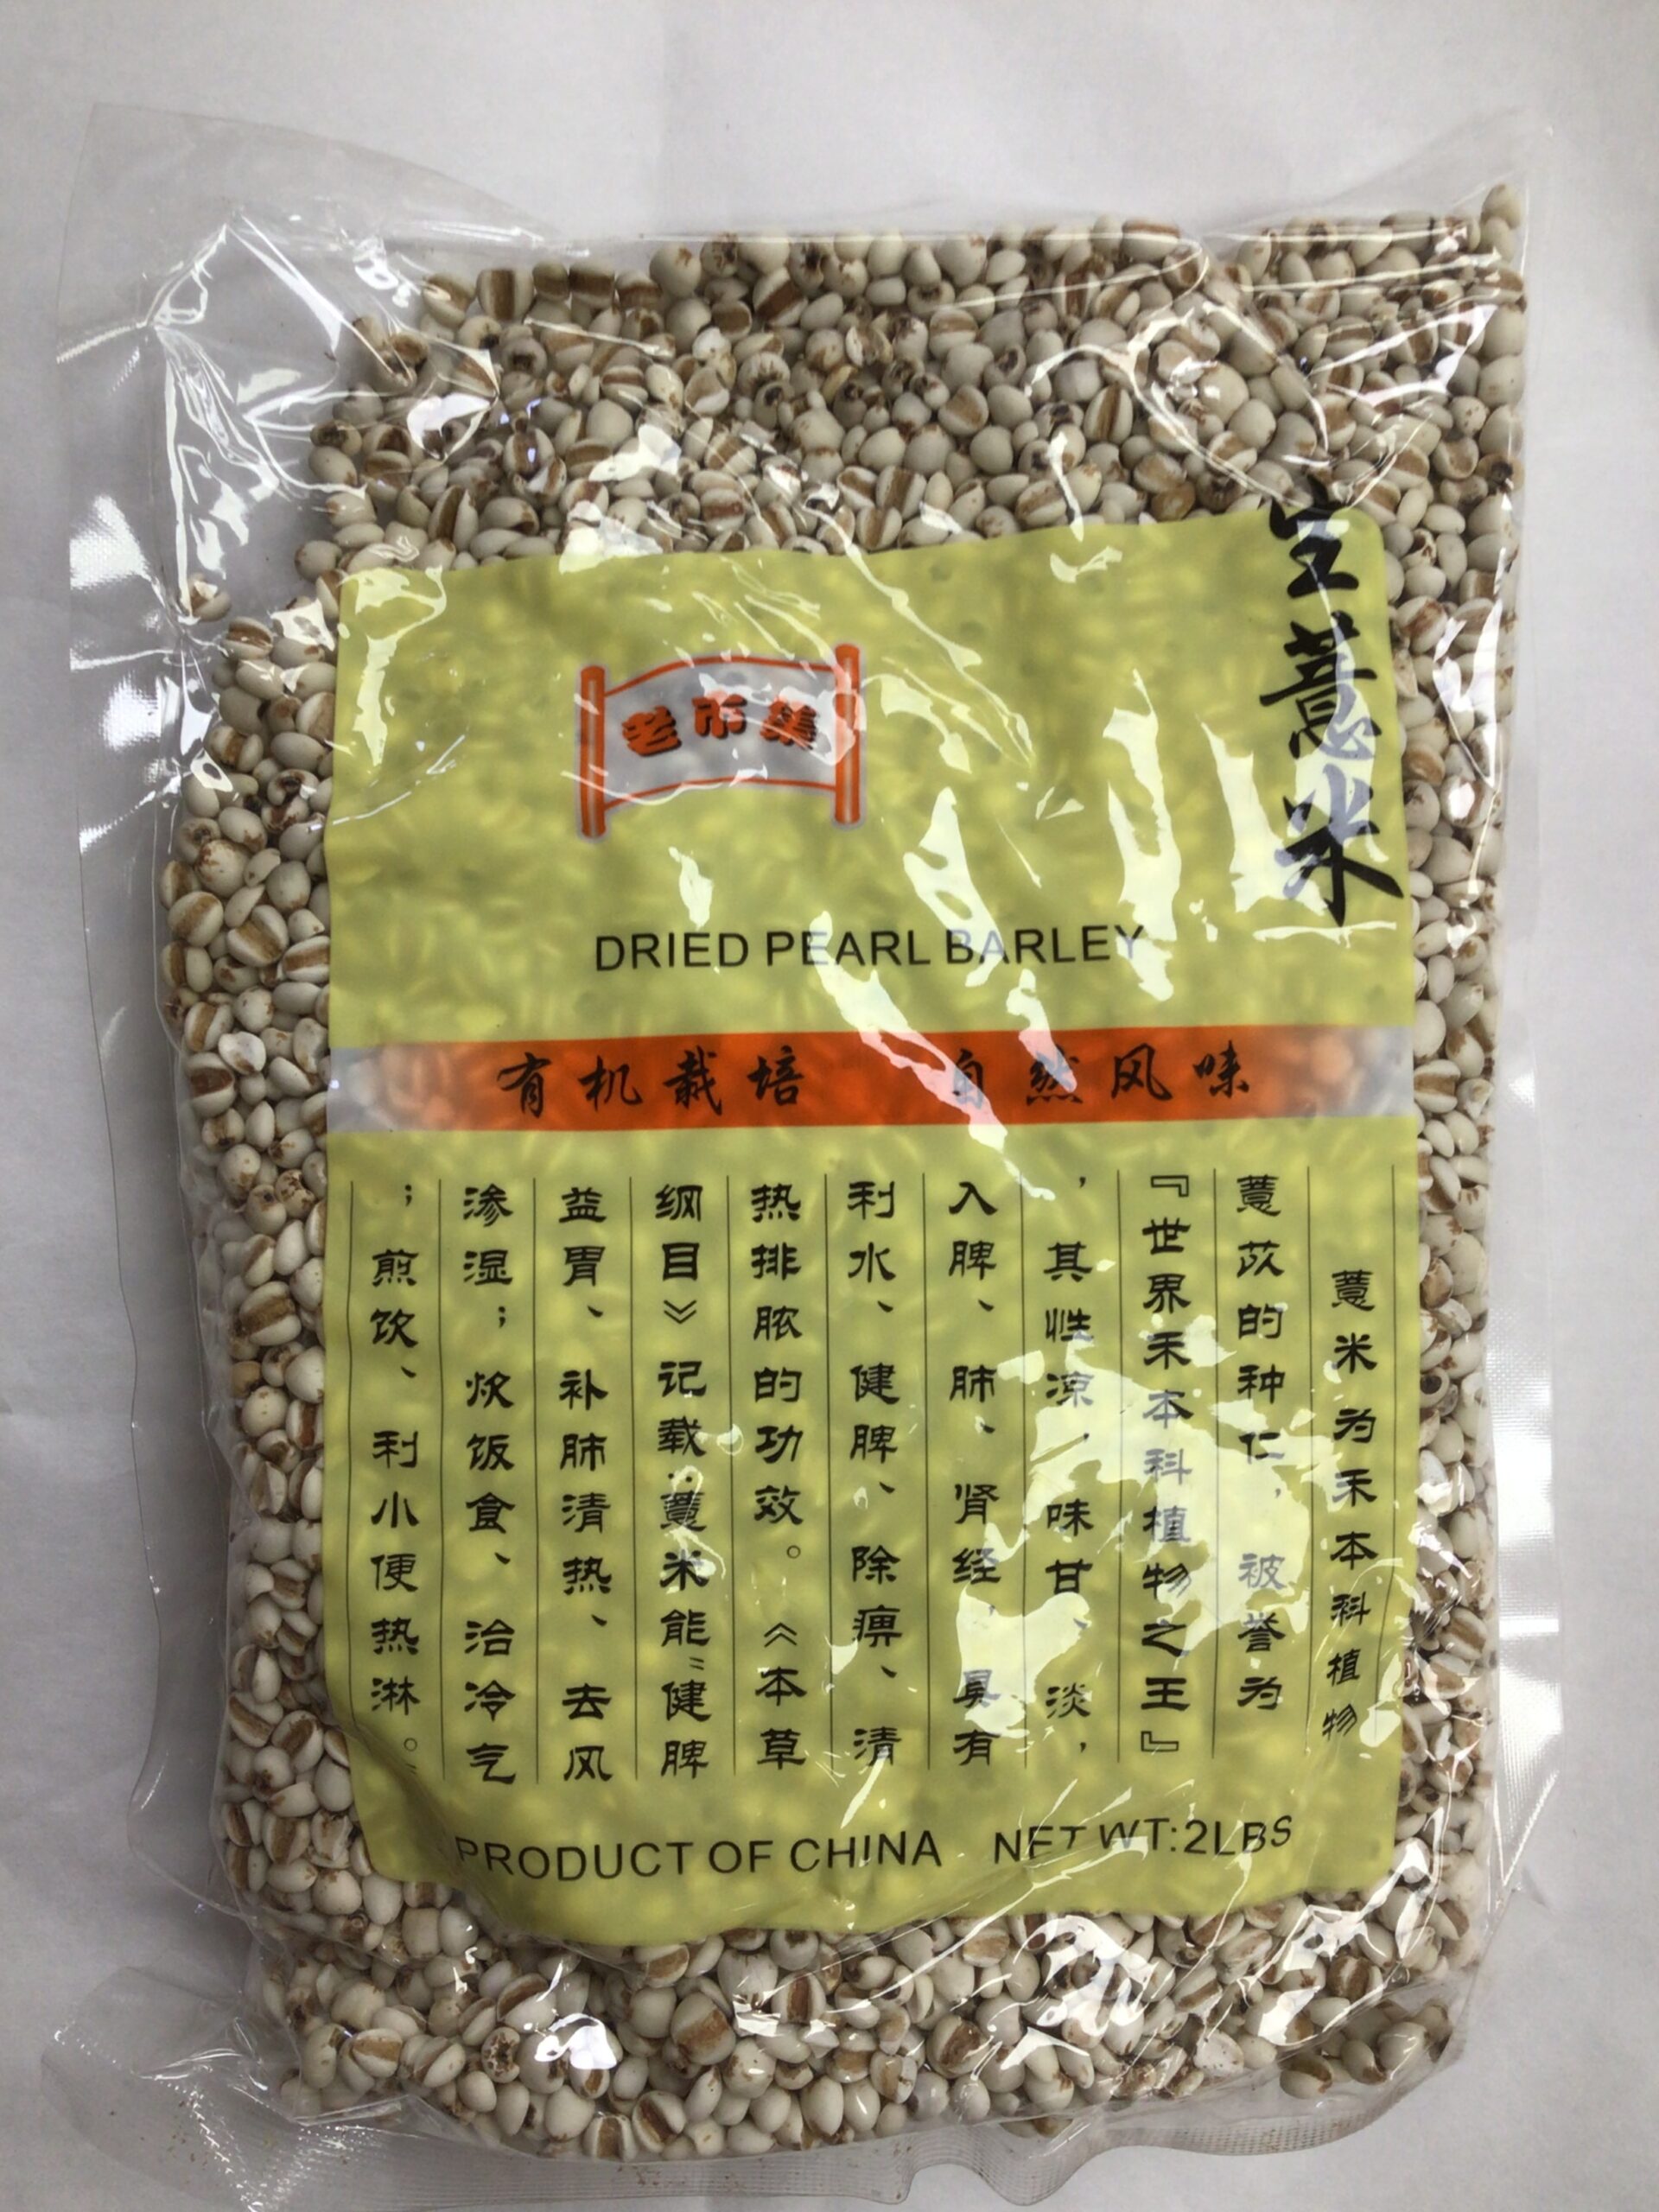 生薏米
老市集
DRIED PEARL BARLEY
有机栽培 自然风味
薏米为禾本科植物
薏苡的种仁，被誉为
『世界禾本科植物之王』
，其性凉，味甘、淡，
入脾、肺、肾经，具有
利水、健脾、除痹、清
热排脓的功效。《本草
纲目》记载：薏米能"健脾
益胃、补肺清热、去风
渗湿；炊饭食、治冷气
；煎饮、利小便热淋。
PRODUCT OF CHINA NET WT:2LBS